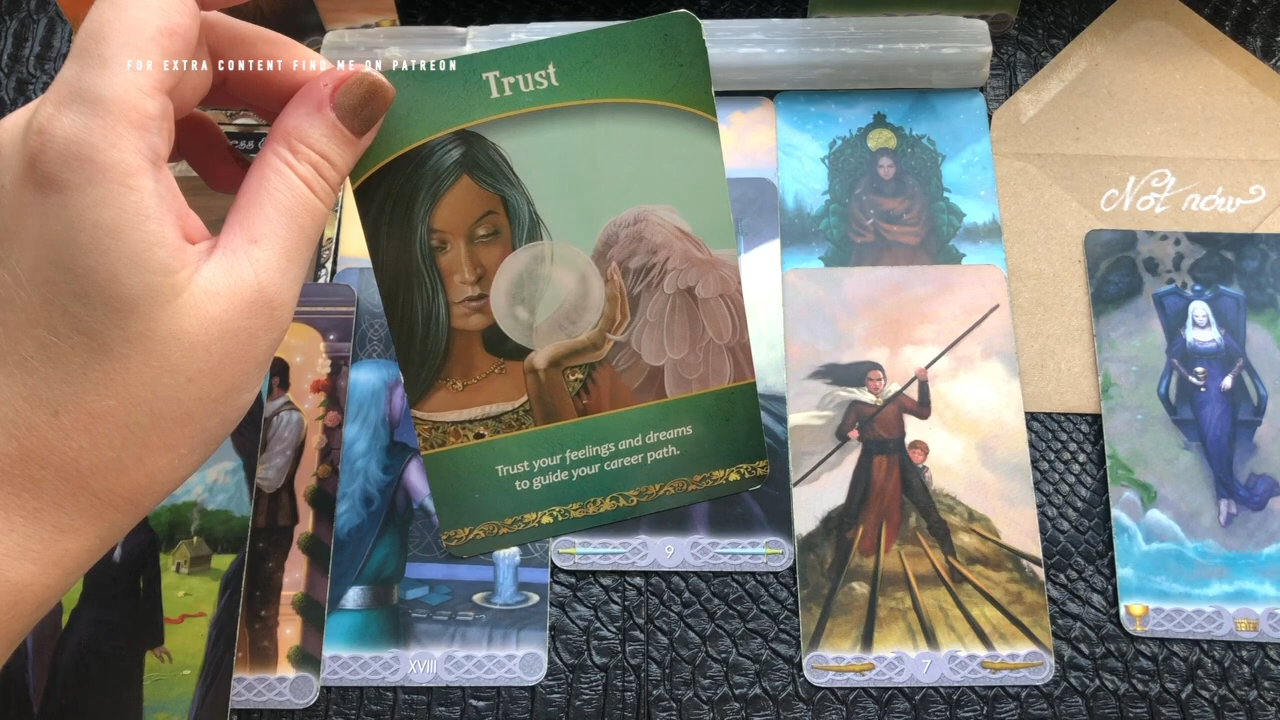 FOR EXTRA CONTENT FIND ME ON PATREON
Trust
Not now
Trust your feelings and dreams
to guide your career path.
9
XVIII
7